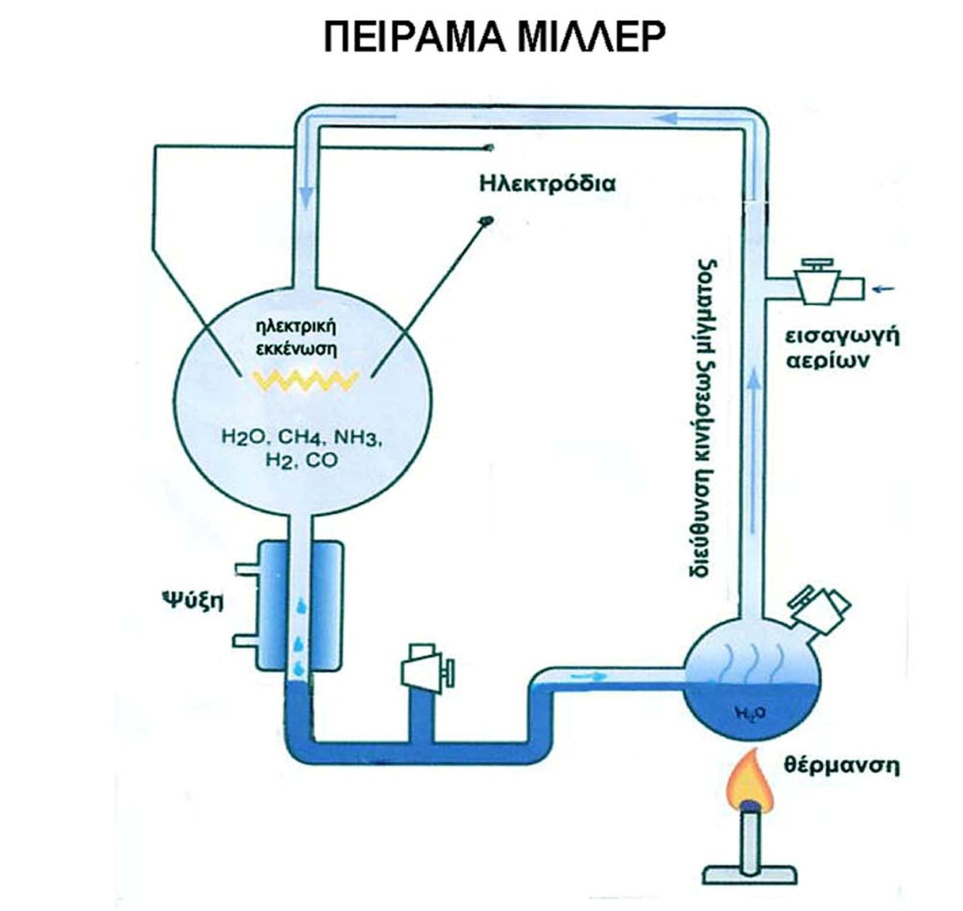 ΠΕΙΡΑΜΑ ΜΙΛΛΕΡ
Ηλεκτρόδια
ηλεκτρική
εκκένωση
H2O, CH4, NH3,
H2, CO
διεύθυνση κινήσεως μίγματος
εισαγωγή
αερίων
Ψύξη
H2O
θέρμανση